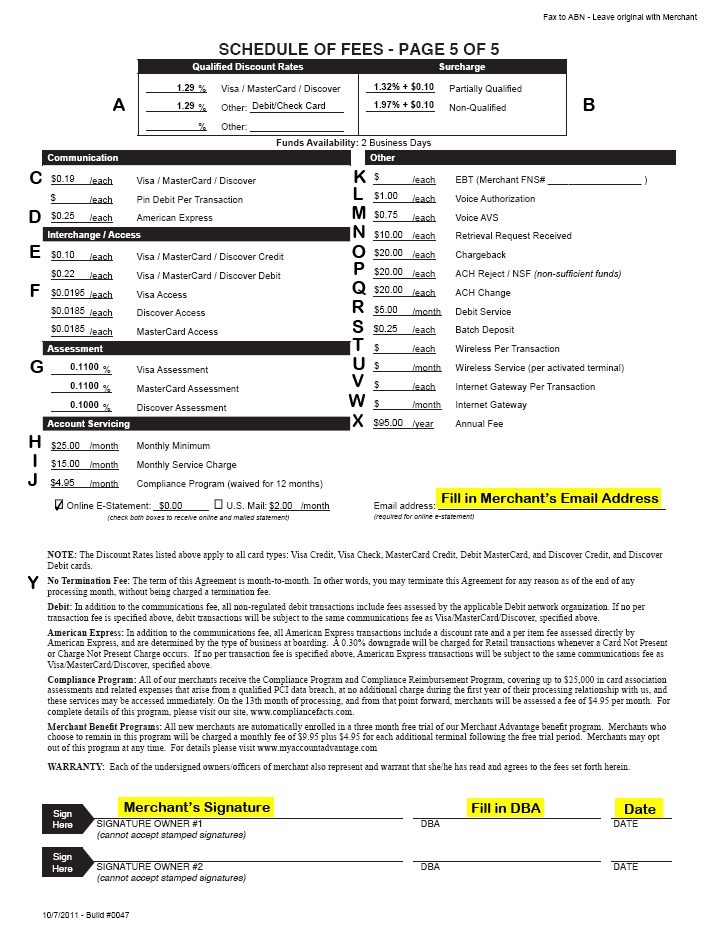 Fax to ABN - Leave original with Merchant
SCHEDULE OF FEES - PAGE 5 OF 5
Qualified Discount Rates Surcharge
A
1.29 % Visa / MasterCard / Discover
1.29 % Other: Debit/Check Card
% Other:
1.32% + $0.10 Partially Qualified
1.97% + $0.10 Non-Qualified
B
Funds Availability: 2 Business Days
Communication
C $0.19 /each Visa / MasterCard / Discover
$ /each Pin Debit Per Transaction
D $0.25 /each American Express
Interchange / Access
E $0.10 /each Visa / MasterCard / Discover Credit
$0.22 /each Visa / MasterCard / Discover Debit
F $0.0195 /each Visa Access
$0.0185 /each Discover Access
$0.0185 /each MasterCard Access
Assessment
G 0.1100 % Visa Assessment
0.1100 % MasterCard Assessment
0.1000 % Discover Assessment
Account Servicing
H $25.00 /month Monthly Minimum
I $15.00 /month Monthly Service Charge
J $4.95 /month Compliance Program (waived for 12 months)
Other
K $ /each EBT (Merchant FNS# )
L $1.00 /each Voice Authorization
M $0.75 /each Voice AVS
N $10.00 /each Retrieval Request Received
O $20.00 /each Chargeback
P $20.00 /each ACH Reject / NSF (non-sufficient funds)
Q $20.00 /each ACH Change
R $5.00 /month Debit Service
S $0.25 /each Batch Deposit
T $ /each Wireless Per Transaction
U $ /month Wireless Service (per activated terminal)
V $ /each Internet Gateway Per Transaction
W $ /month Internet Gateway
X $95.00 /year Annual Fee
Online E-Statement: $0.00 U.S. Mail: $2.00 /month
(check both boxes to receive online and mailed statement)
Email address: Fill in Merchant's Email Address
(required for online e-statement)
NOTE: The Discount Rates listed above apply to all card types: Visa Credit, Visa Check, MasterCard Credit, Debit MasterCard, and Discover Credit, and Discover
Debit cards.
Y No Termination Fee: The term of this Agreement is month-to-month. In other words, you may terminate this Agreement for any reason as of the end of any
processing month, without being charged a termination fee.
Debit: In addition to the communications fee, all non-regulated debit transactions include fees assessed by the applicable Debit network organization. If no per
transaction fee is specified above, debit transactions will be subject to the same communications fee as Visa/MasterCard/Discover, specified above.
American Express: In addition to the communications fee, all American Express transactions include a discount rate and a per item fee assessed directly by
American Express, and are determined by the type of business at boarding. A 0.30% downgrade will be charged for Retail transactions whenever a Card Not Present
or Charge Not Present Charge occurs. If no per transaction fee is specified above, American Express transactions will be subject to the same communications fee as
Visa/MasterCard/Discover, specified above.
Compliance Program: All of our merchants receive the Compliance Program and Compliance Reimbursement Program, covering up to $25,000 in card association
assessments and related expenses that arise from a qualified PCI data breach, at no additional charge during the first year of their processing relationship with us, and
these services may be accessed immediately. On the 13th month of processing, and from that point forward, merchants will be assessed a fee of $4.95 per month. For
complete details of this program, please visit our site, www.compliancefacts.com.
Merchant Benefit Programs: All new merchants are automatically enrolled in a three month free trial of our Merchant Advantage benefit program. Merchants who
choose to remain in this program will be charged a monthly fee of $9.95 plus $4.95 for each additional terminal following the free trial period. Merchants may opt
out of this program at any time. For details please visit www.myaccountadvantage.com
WARRANTY: Each of the undersigned owners/officers of merchant also represent and warrant that she/he has read and agrees to the fees set forth herein.
Sign Here Merchant's Signature Fill in DBA Date
SIGNATURE OWNER #1 DBA DATE
(cannot accept stamped signatures)
Sign Here
SIGNATURE OWNER #2 DBA DATE
(cannot accept stamped signatures)
10/7/2011 - Build #0047